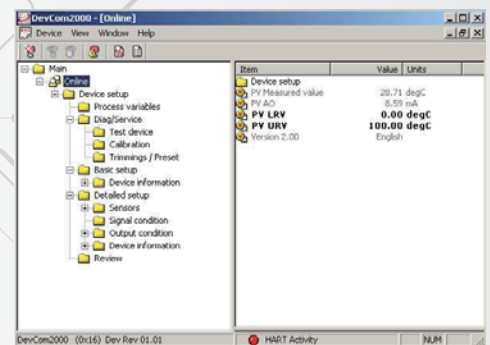 DevCom2000 - [Online]
Device View Window Help
Main
Online
Device setup
Process variables
Diag/Service
Test device
Calibration
Trimmings / Preset
Basic setup
Device information
Detailed setup
Sensors
Signal condition
Output condition
Device information
Review
Item Value Units
Device setup
PV Measured value 28.71 degC
PV AO 8.59 mA
PV LRV 0.00 degC
PV URV 100.00 degC
Version 2.00 English
DevCom2000 (0x16) Dev Rev 01.01 HART Activity NUM